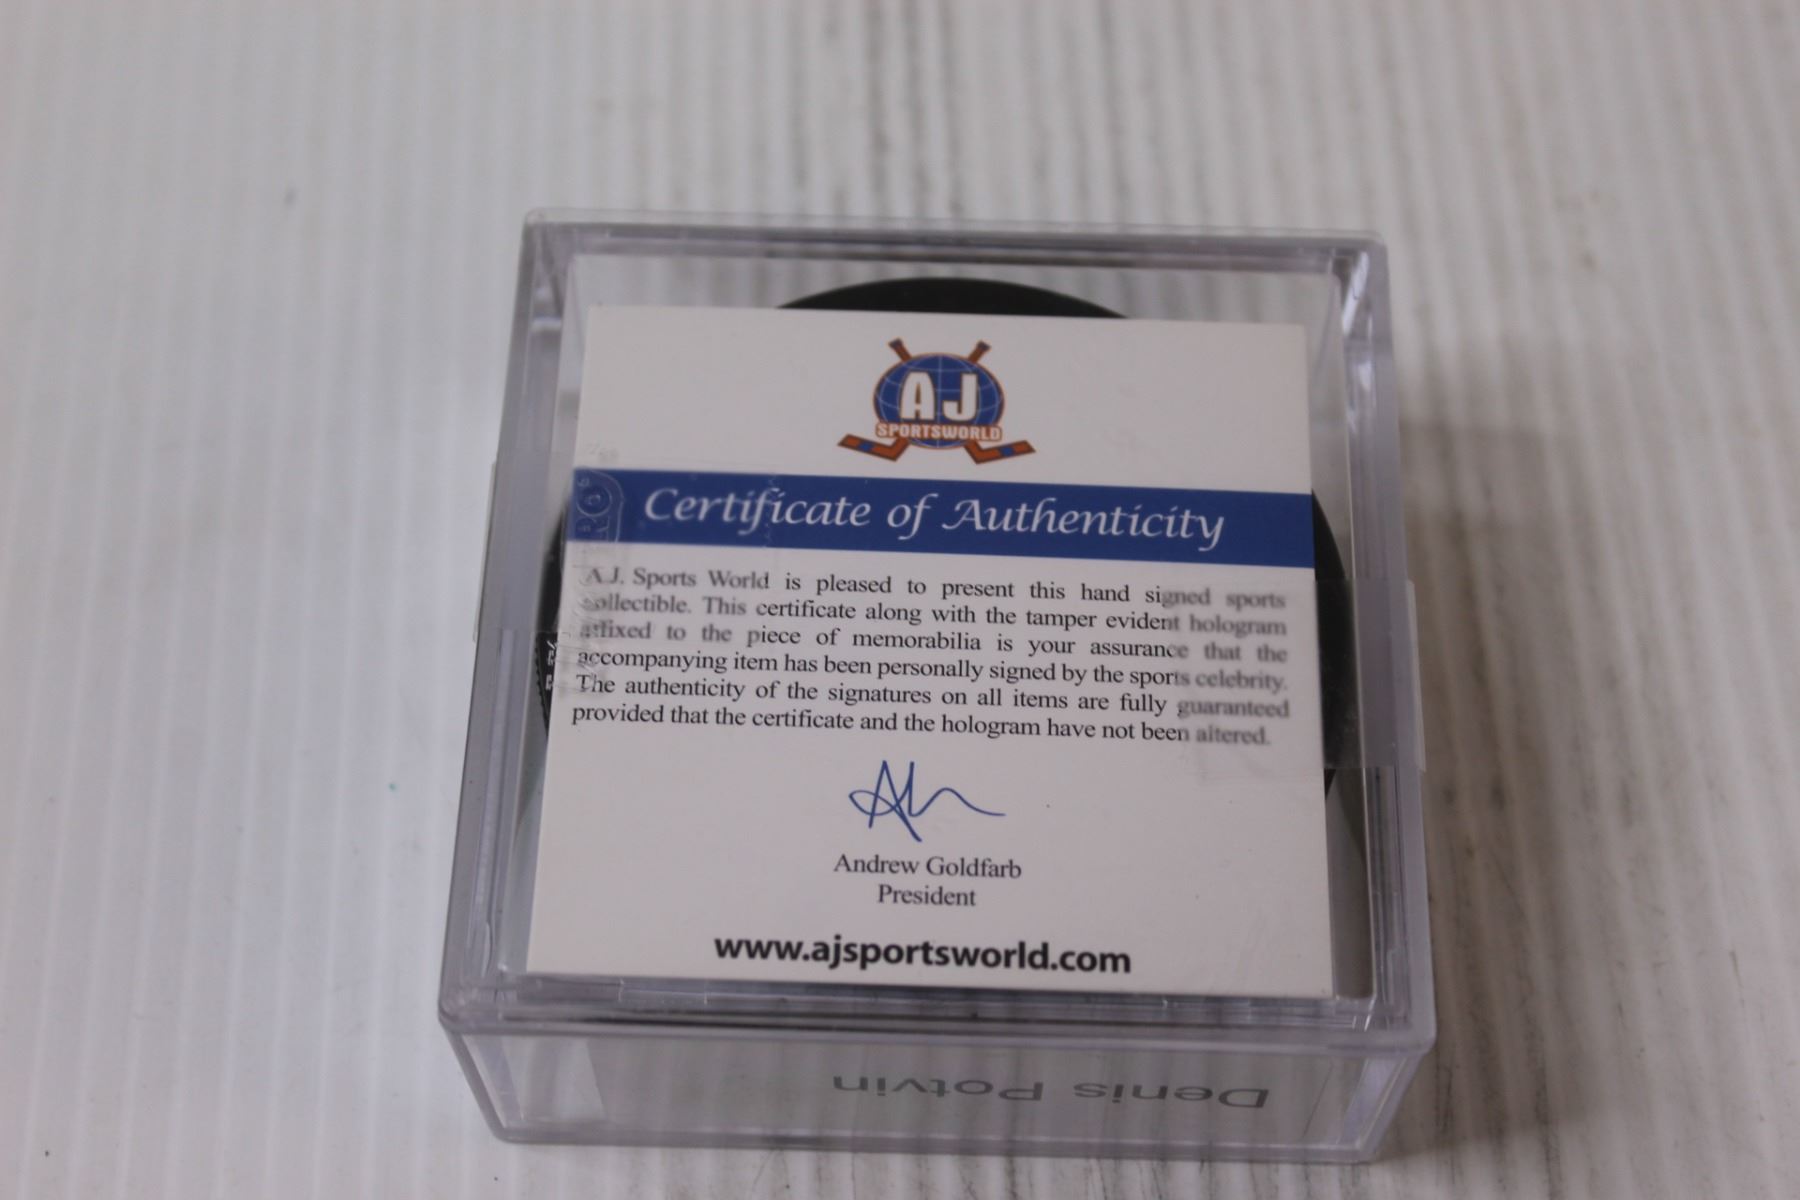 AJ
SPORTSWORLD
Certificate of Authenticity
A.J. Sports World is pleased to present this hand signed sports
collectible. This certificate along with the tamper evident hologram
affixed to the piece of memorabilia is your assurance that the
accompanying item has been personally signed by the sports celebrity.
The authenticity of the signatures on all items are fully guaranteed
provided that the certificate and the hologram have not been altered.
Andrew Goldfarb
President
www.ajsportsworld.com
Denis Potvin